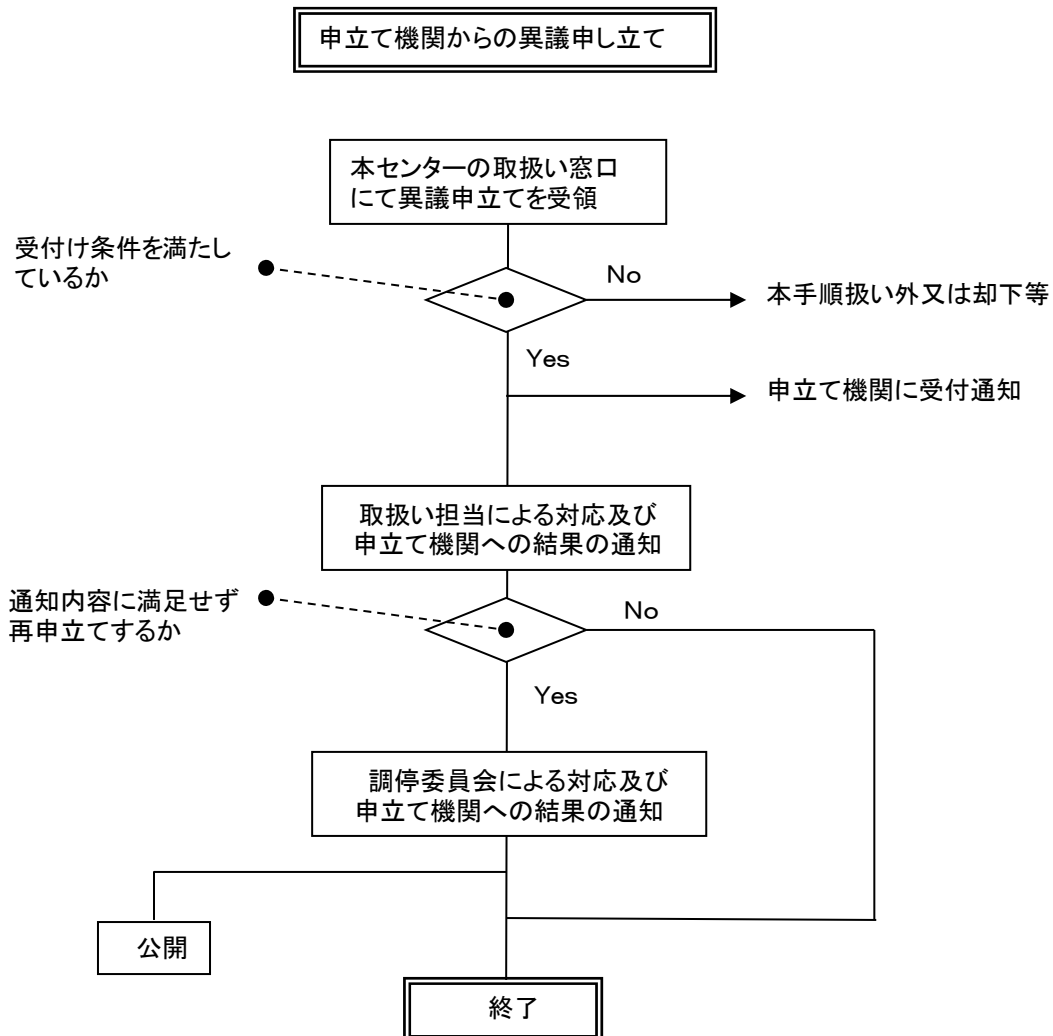 申立て機関からの異議申し立て
本センターの取扱い窓口
にて異議申立てを受領
受付け条件を満たし
ているか
No
本手順扱い外又は却下等
Yes
申立て機関に受付通知
取扱い担当による対応及び
申立て機関への結果の通知
通知内容に満足せず
再申立てするか
No
Yes
調停委員会による対応及び
申立て機関への結果の通知
公開
終了